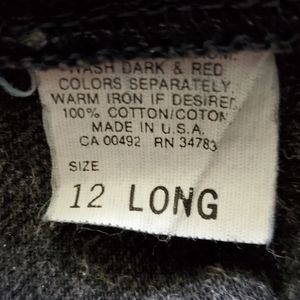 WASH DARK & RED
COLORS SEPARATELY.
WARM IRON IF DESIRED.
100% COTTON/COTON
MADE IN U.S.A.
CA 00492 RN 34783
SIZE
12 LONG